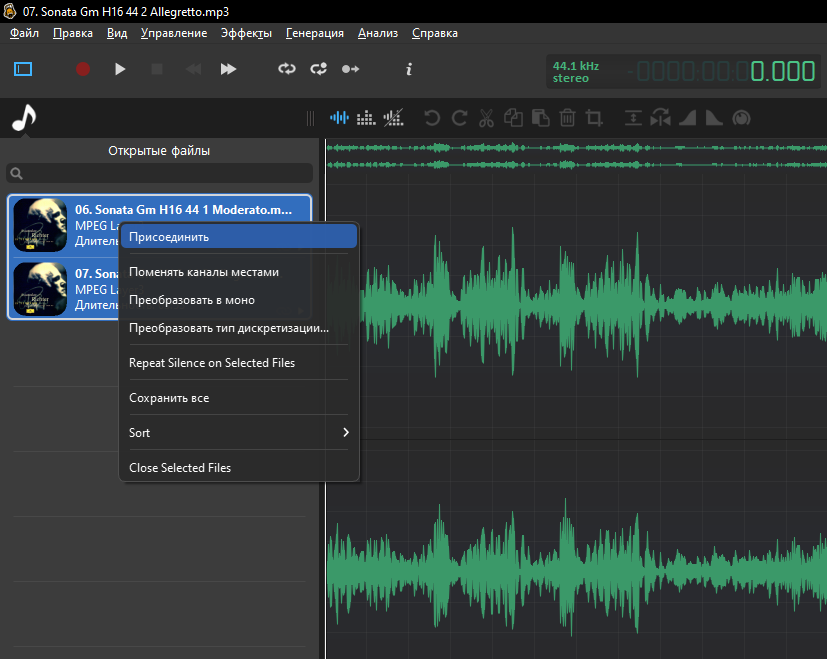 07. Sonata Gm H16 44 2 Allegretto.mp3
Файл Правка Вид Управление Эффекты Генерация Анализ Справка
44.1 kHz
stereo
0.000
Открытые файлы
06. Sonata Gm H16 44 1 Moderato.m...
MPEG La
Длитель
07. Sona
MPEG La
Длитель
Присоединить
Поменять каналы местами
Преобразовать в моно
Преобразовать тип дискретизации...
Repeat Silence on Selected Files
Сохранить все
Sort
Close Selected Files